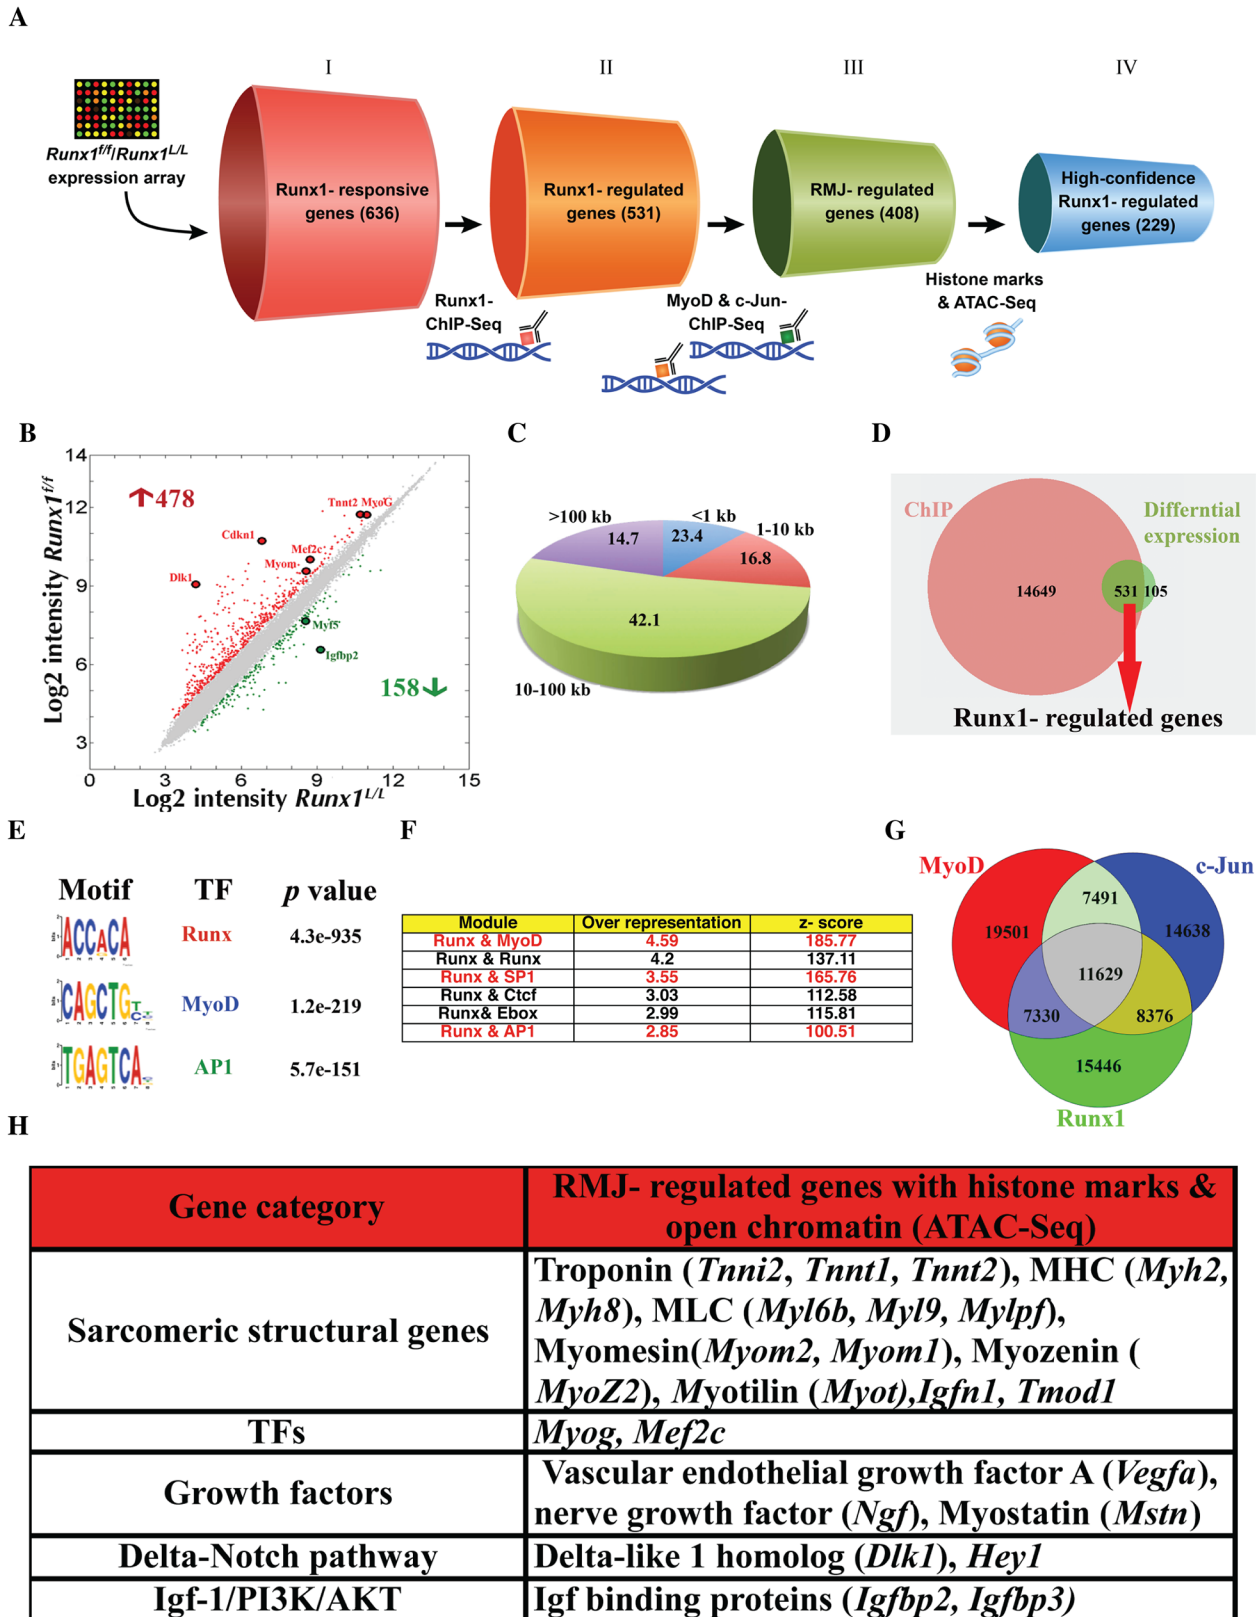 A
I
II
III
IV
Runx1f/f/Runx1L/L
expression array
Runx1- responsive
genes (636)
Runx1- regulated
genes (531)
RMJ- regulated
genes (408)
High-confidence
Runx1- regulated
genes (229)
Runx1-
ChIP-Seq
MyoD & c-Jun-
ChIP-Seq
Histone marks
& ATAC-Seq
B
Log2 intensity Runx1f/f
14
12
9
6
3
0
3
6
9
12
15
Log2 intensity Runx1L/L
478
158
Tnnt2 MyoG
Cdkn1
Mef2c
Myom
Dlk1
Myf5
Igfbp2
C
>100 kb
<1 kb
1-10 kb
10-100 kb
14.7
23.4
16.8
42.1
D
ChIP
Differntial
expression
14649
531
105
Runx1- regulated genes
E
Motif TF p value
ACCACA Runx 4.3e-935
CAGCTG MyoD 1.2e-219
TGAGTCA AP1 5.7e-151
F
Module Over representation z- score
Runx & MyoD 4.59 185.77
Runx & Runx 4.2 137.11
Runx & SP1 3.55 165.76
Runx & Ctcf 3.03 112.58
Runx& Ebox 2.99 115.81
Runx & AP1 2.85 100.51
G
MyoD
c-Jun
7491
19501
14638
11629
7330
8376
15446
Runx1
H
Gene category
RMJ- regulated genes with histone marks &
open chromatin (ATAC-Seq)
Sarcomeric structural genes
Troponin (Tnni2, Tnnt1, Tnnt2), MHC (Myh2,
Myh8), MLC (Myl6b, Myl9, Mylpf),
Myomesin(Myom2, Myom1), Myozenin (
MyoZ2), Myotilin (Myot),Igfn1, Tmod1
TFs
Myog, Mef2c
Growth factors
Vascular endothelial growth factor A (Vegfa),
nerve growth factor (Ngf), Myostatin (Mstn)
Delta-Notch pathway
Delta-like 1 homolog (Dlk1), Hey1
Igf-1/PI3K/AKT
Igf binding proteins (Igfbp2, Igfbp3)